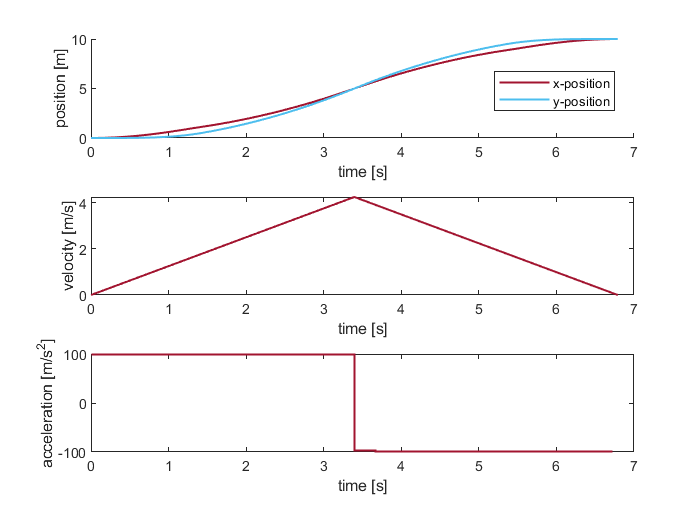 position [m]
10
5
0
x-position
y-position
0 1 2 3 4 5 6 7
time [s]
velocity [m/s]
4
2
0
0 1 2 3 4 5 6 7
time [s]
acceleration [m/s²]
100
0
-100
0 1 2 3 4 5 6 7
time [s]